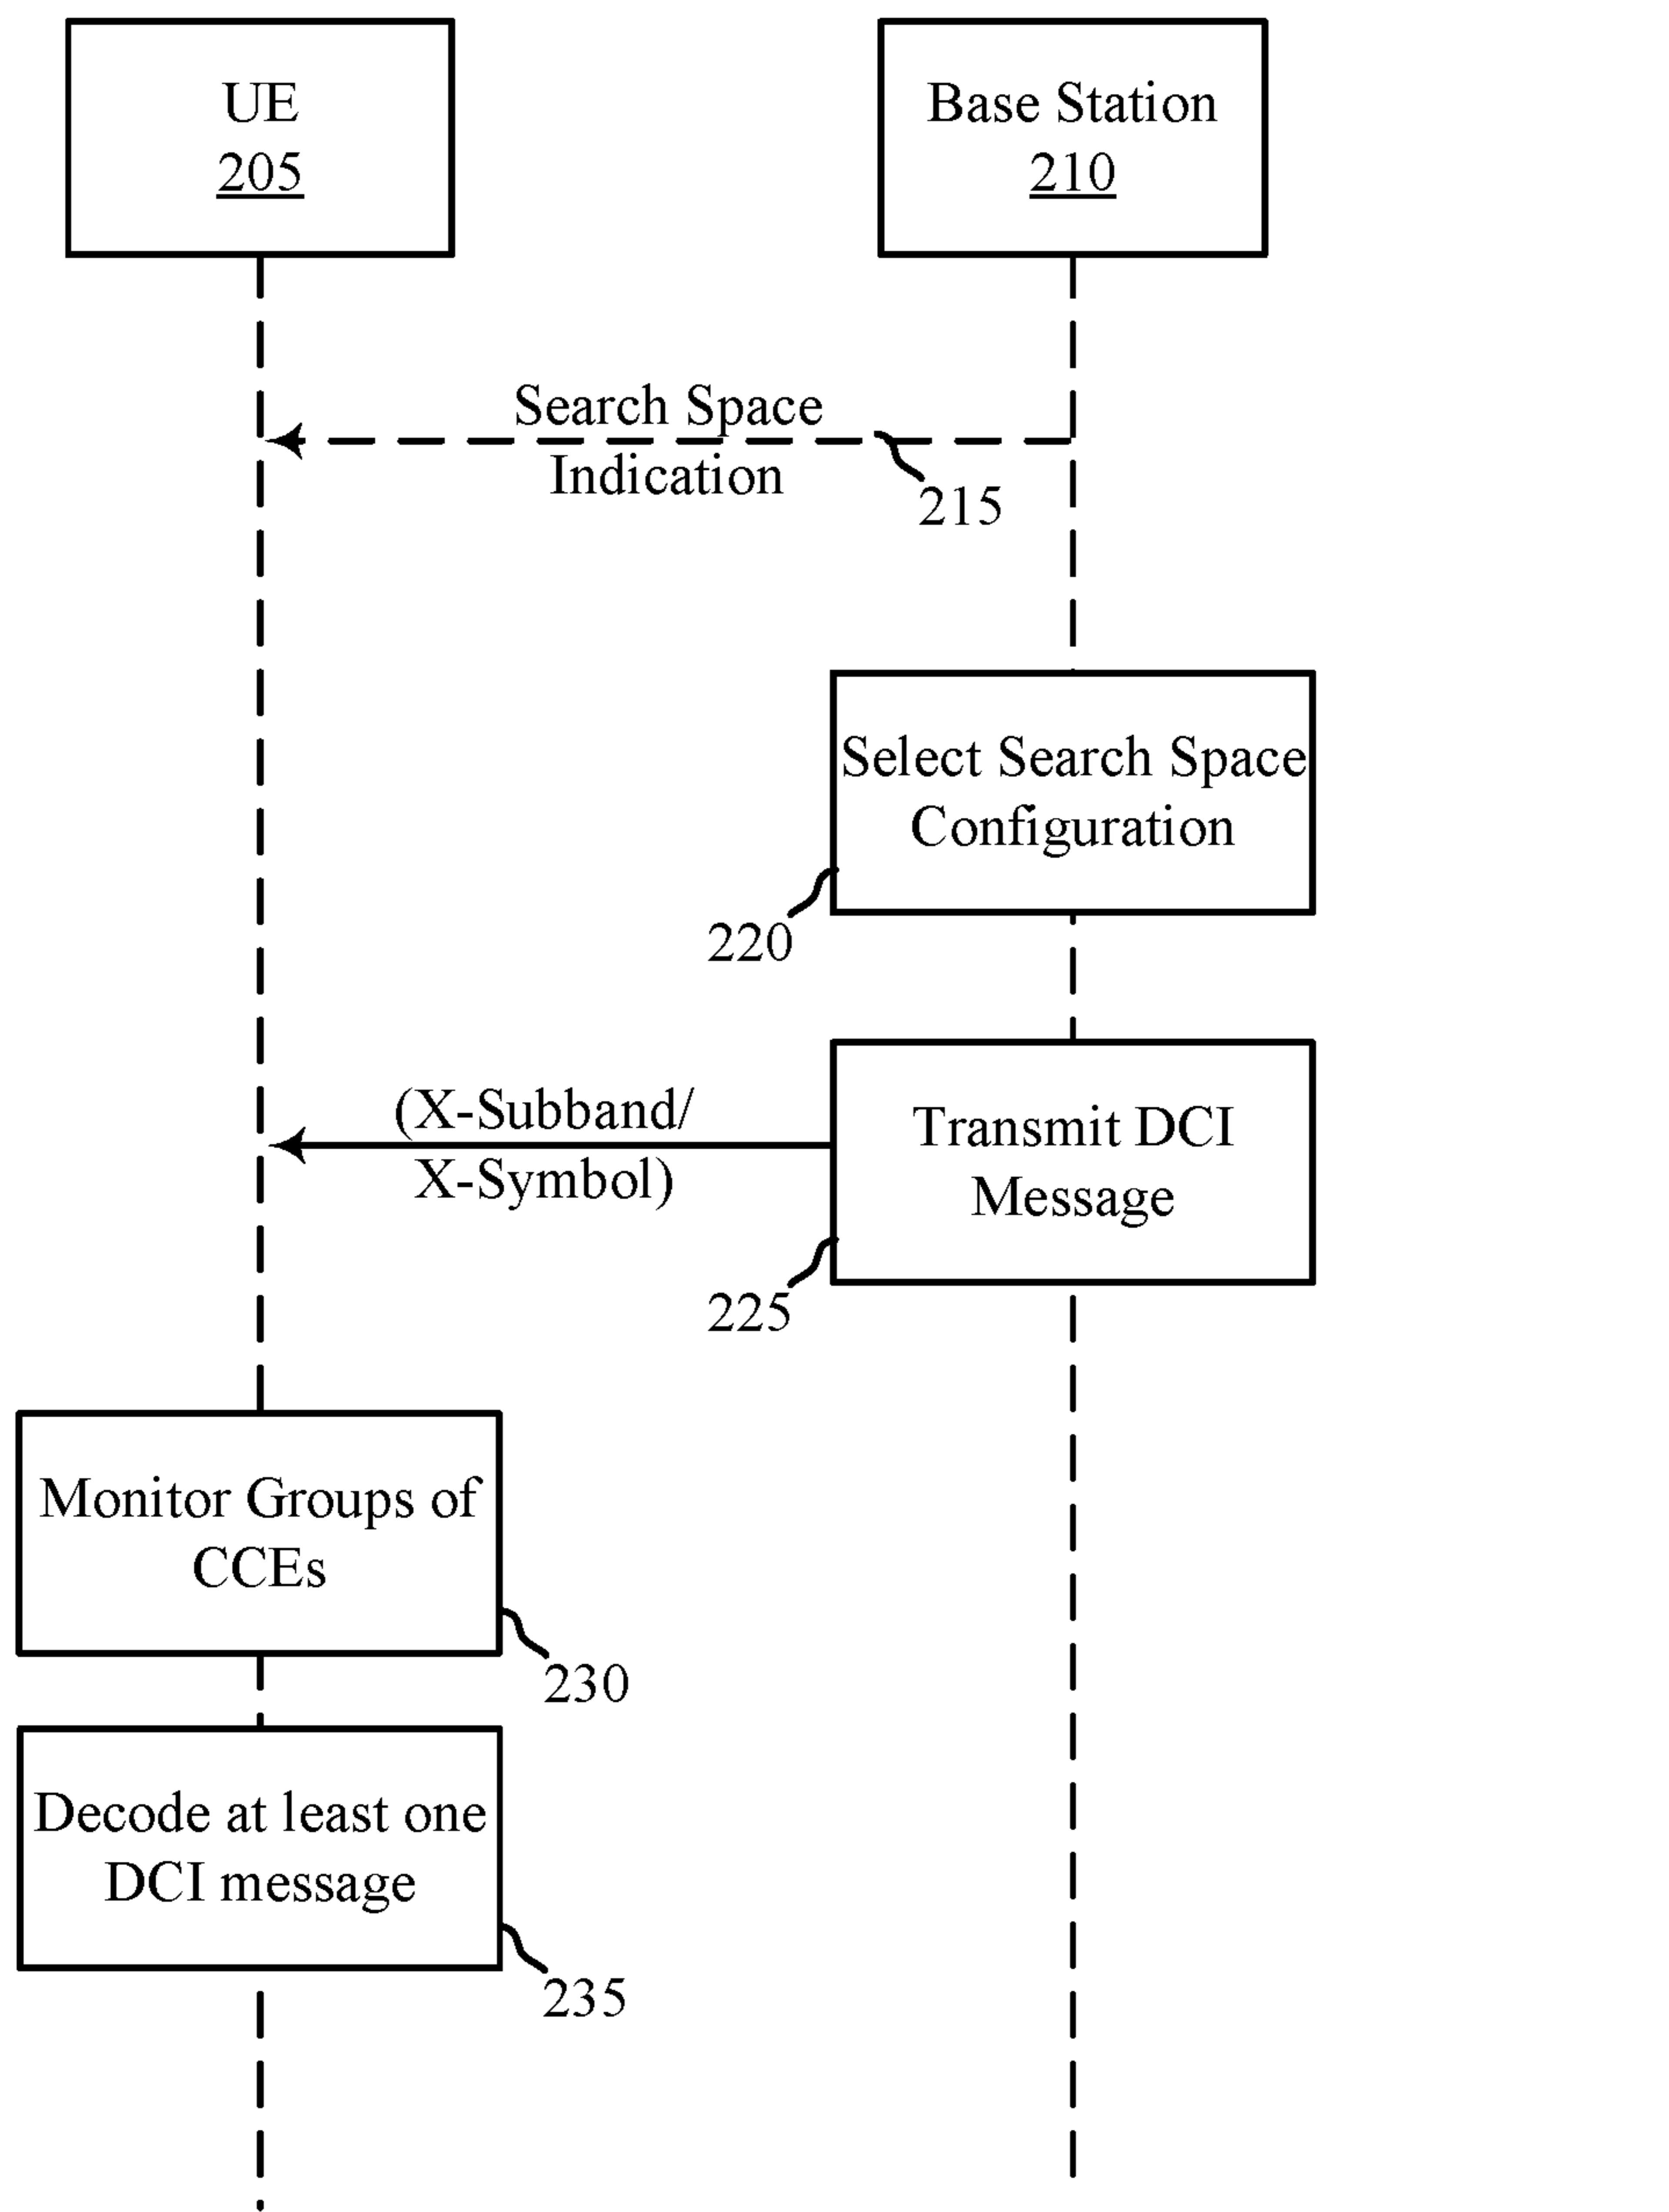 UE
205
Base Station
210
Search Space
Indication
215
Select Search Space
Configuration
220
(X-Subband/
X-Symbol)
Transmit DCI
Message
225
Monitor Groups of
CCEs
230
Decode at least one
DCI message
235